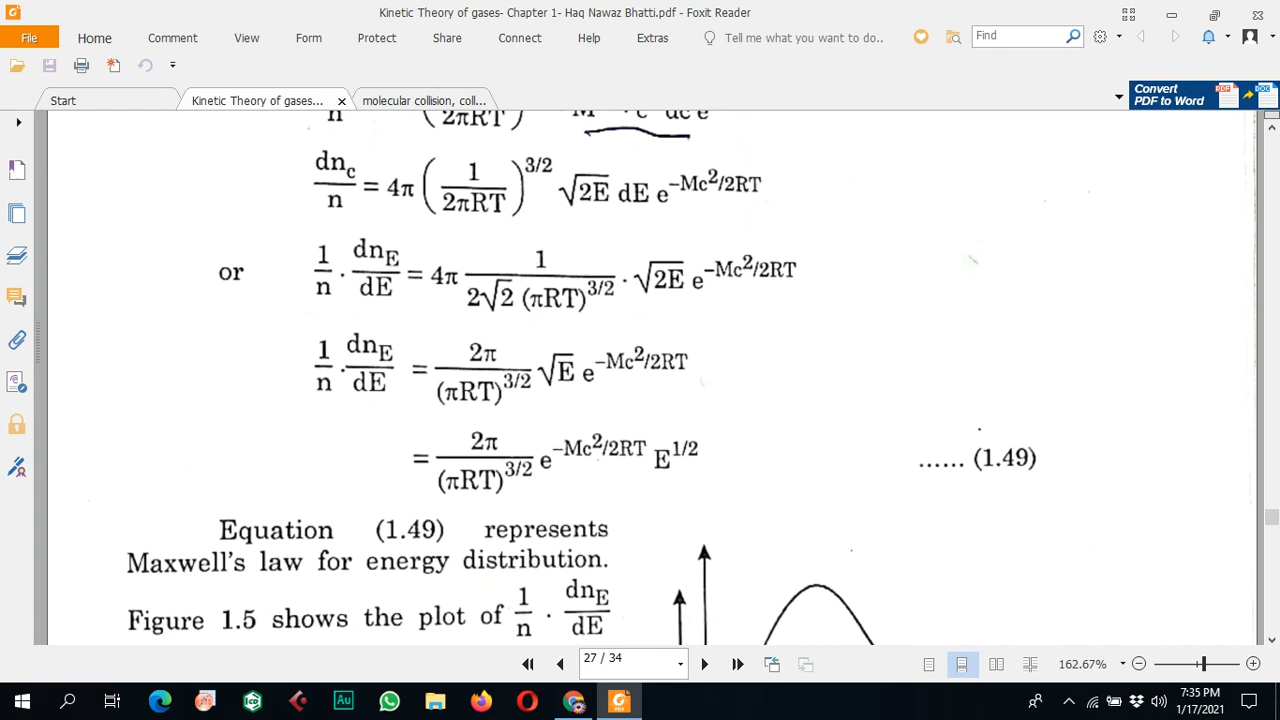 Kinetic Theory of gases- Chapter 1- Haq Nawaz Bhatti.pdf - Foxit Reader
File Home Comment View Form Protect Share Connect Help Extras Tell me what you want to do.. Find
Start Kinetic Theory of gases... molecular collision, coll... Convert PDF to Word
n (2πRT) M c dc e
dn_c/n = 4π (1/2πRT)^3/2 √2E dE e^–Mc²/2RT
or 1/n · dn_E/dE = 4π 1/2√2 (πRT)^3/2 · √2E e^–Mc²/2RT
1/n · dn_E/dE = 2π/(πRT)^3/2 √E e^–Mc²/2RT
= 2π/(πRT)^3/2 e^–Mc²/2RT E^1/2 ...... (1.49)
Equation (1.49) represents
Maxwell's law for energy distribution.
Figure 1.5 shows the plot of 1/n · dn_E/dE
27 / 34 162.67%
Au
7:35 PM
1/17/2021